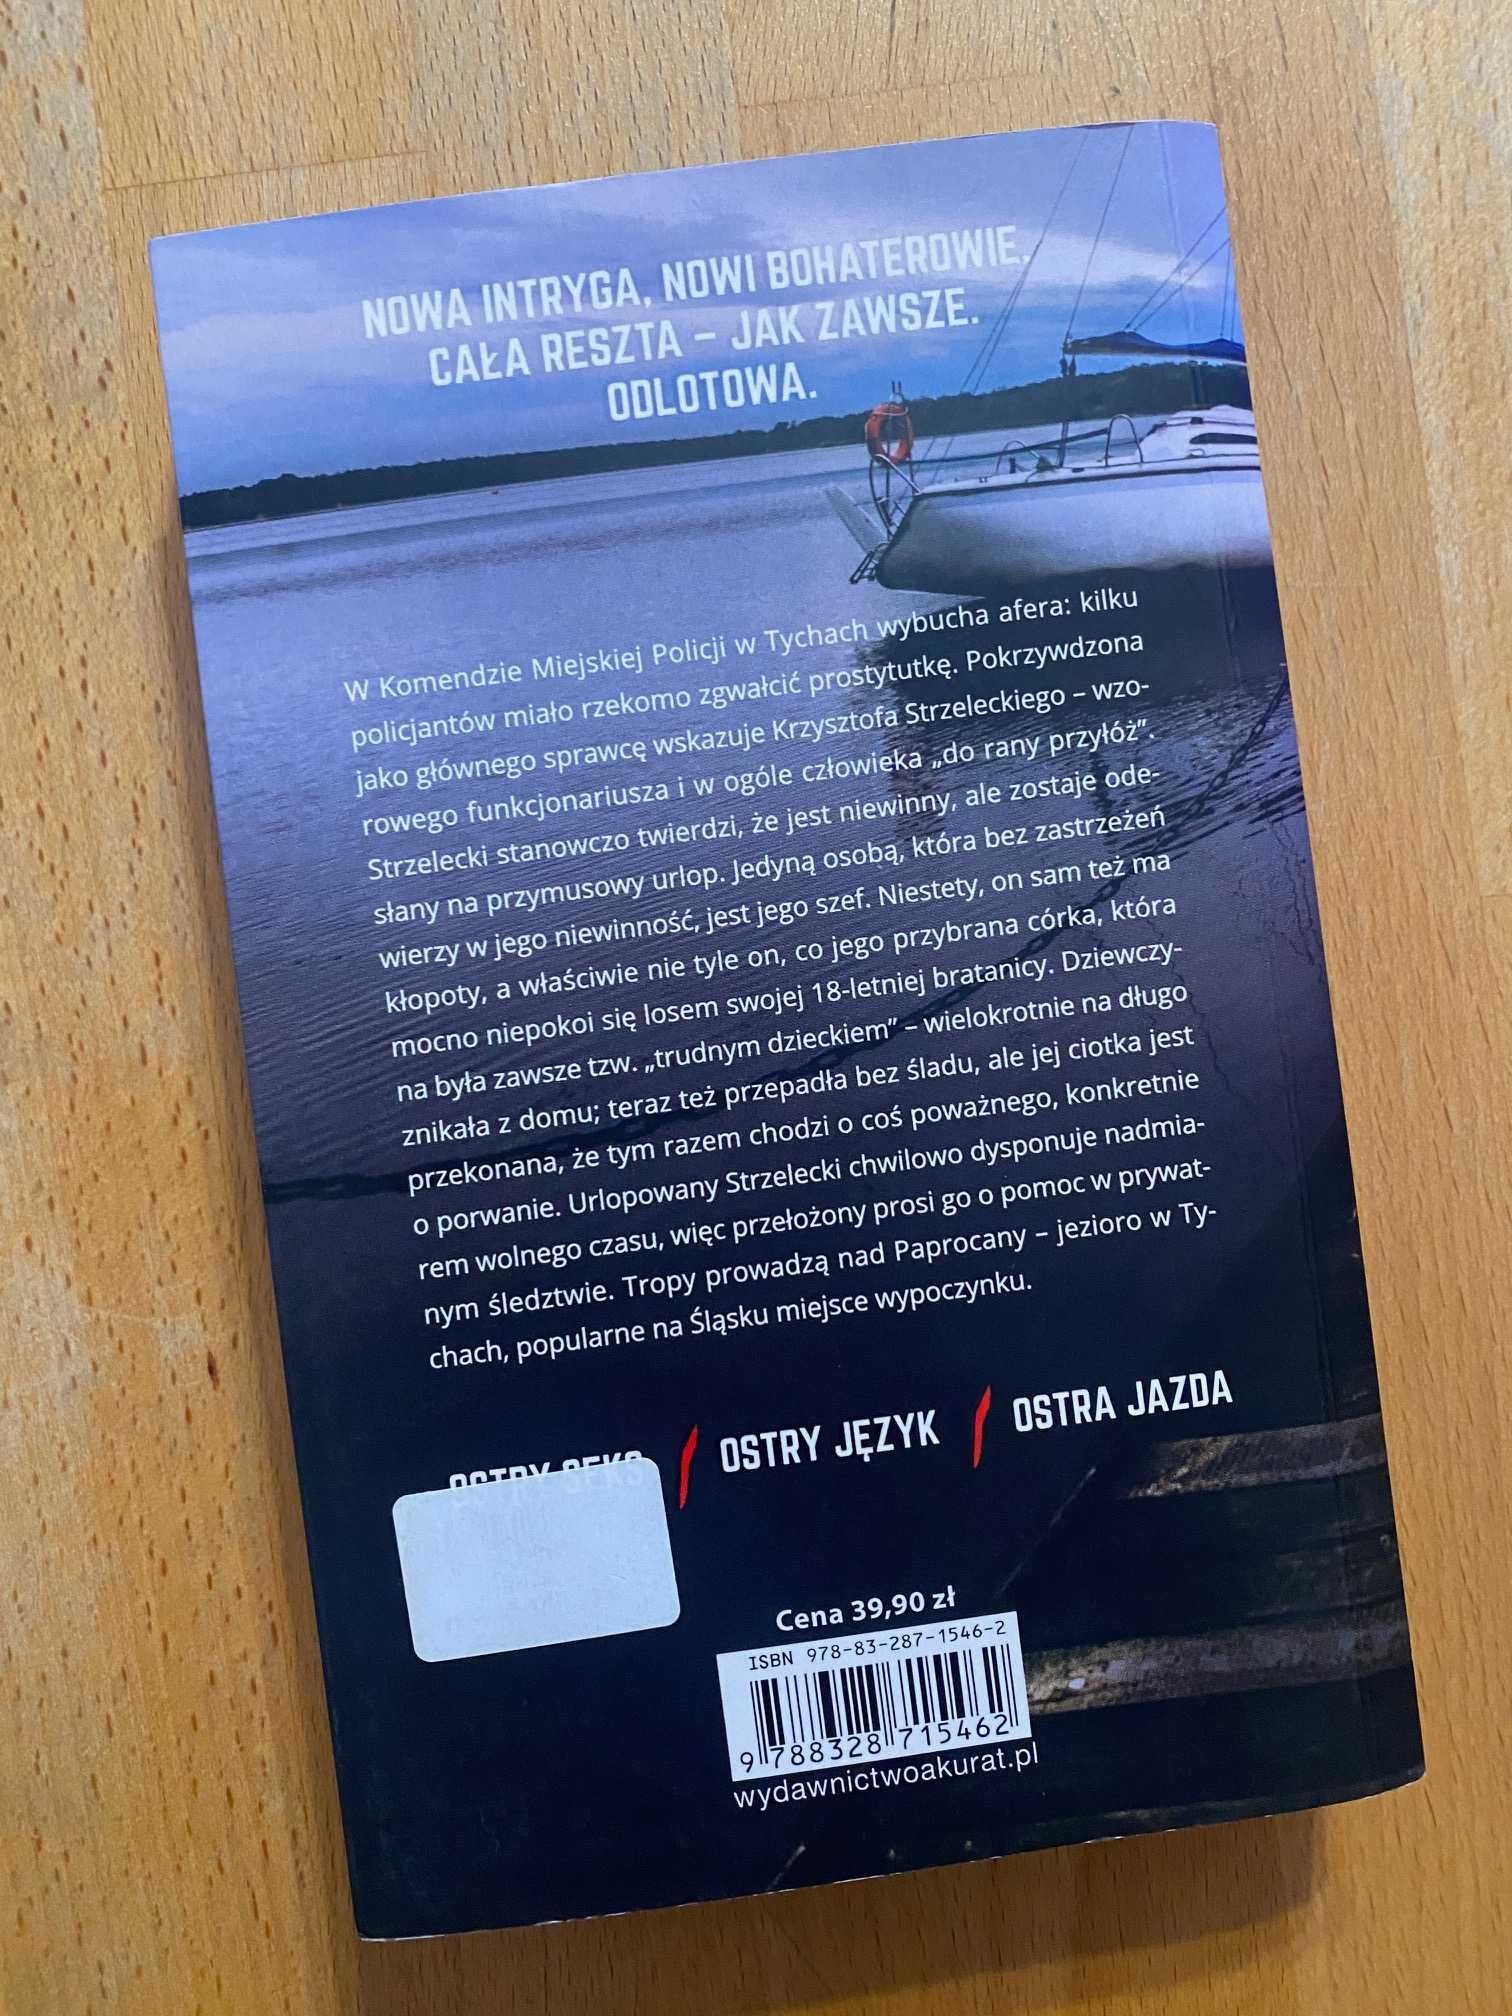 NOWA INTRYGA, NOWI BOHATEROWIE.
CAŁA RESZTA – JAK ZAWSZE.
ODLOTOWA.
W Komendzie Miejskiej Policji w Tychach wybucha afera: kilku
policjantów miało rzekomo zgwałcić prostytutkę. Pokrzywdzona
jako głównego sprawcę wskazuje Krzysztofa Strzeleckiego – wzo-
rowego funkcjonariusza i w ogóle człowieka „do rany przyłóż”.
Strzelecki stanowczo twierdzi, że jest niewinny, ale zostaje ode-
słany na przymusowy urlop. Jedyną osobą, która bez zastrzeżeń
wierzy w jego niewinność, jest jego szef. Niestety, on sam też ma
kłopoty, a właściwie nie tyle on, co jego przybrana córka, która
mocno niepokoi się losem swojej 18-letniej bratanicy. Dziewczy-
na była zawsze tzw. „trudnym dzieckiem” – wielokrotnie na długo
znikała z domu; teraz też przepadła bez śladu, ale jej ciotka jest
przekonana, że tym razem chodzi o coś poważnego, konkretnie
o porwanie. Urlopowany Strzelecki chwilowo dysponuje nadmia-
rem wolnego czasu, więc przełożony prosi go o pomoc w prywat-
nym śledztwie. Tropy prowadzą nad Paprocany – jezioro w Ty-
chach, popularne na Śląsku miejsce wypoczynku.
OSTRY SEKS OSTRY JĘZYK OSTRA JAZDA
Cena 39,90 zł
ISBN 978-83-287-1546-2
9 788328 715462
wydawnictwoakurat.pl